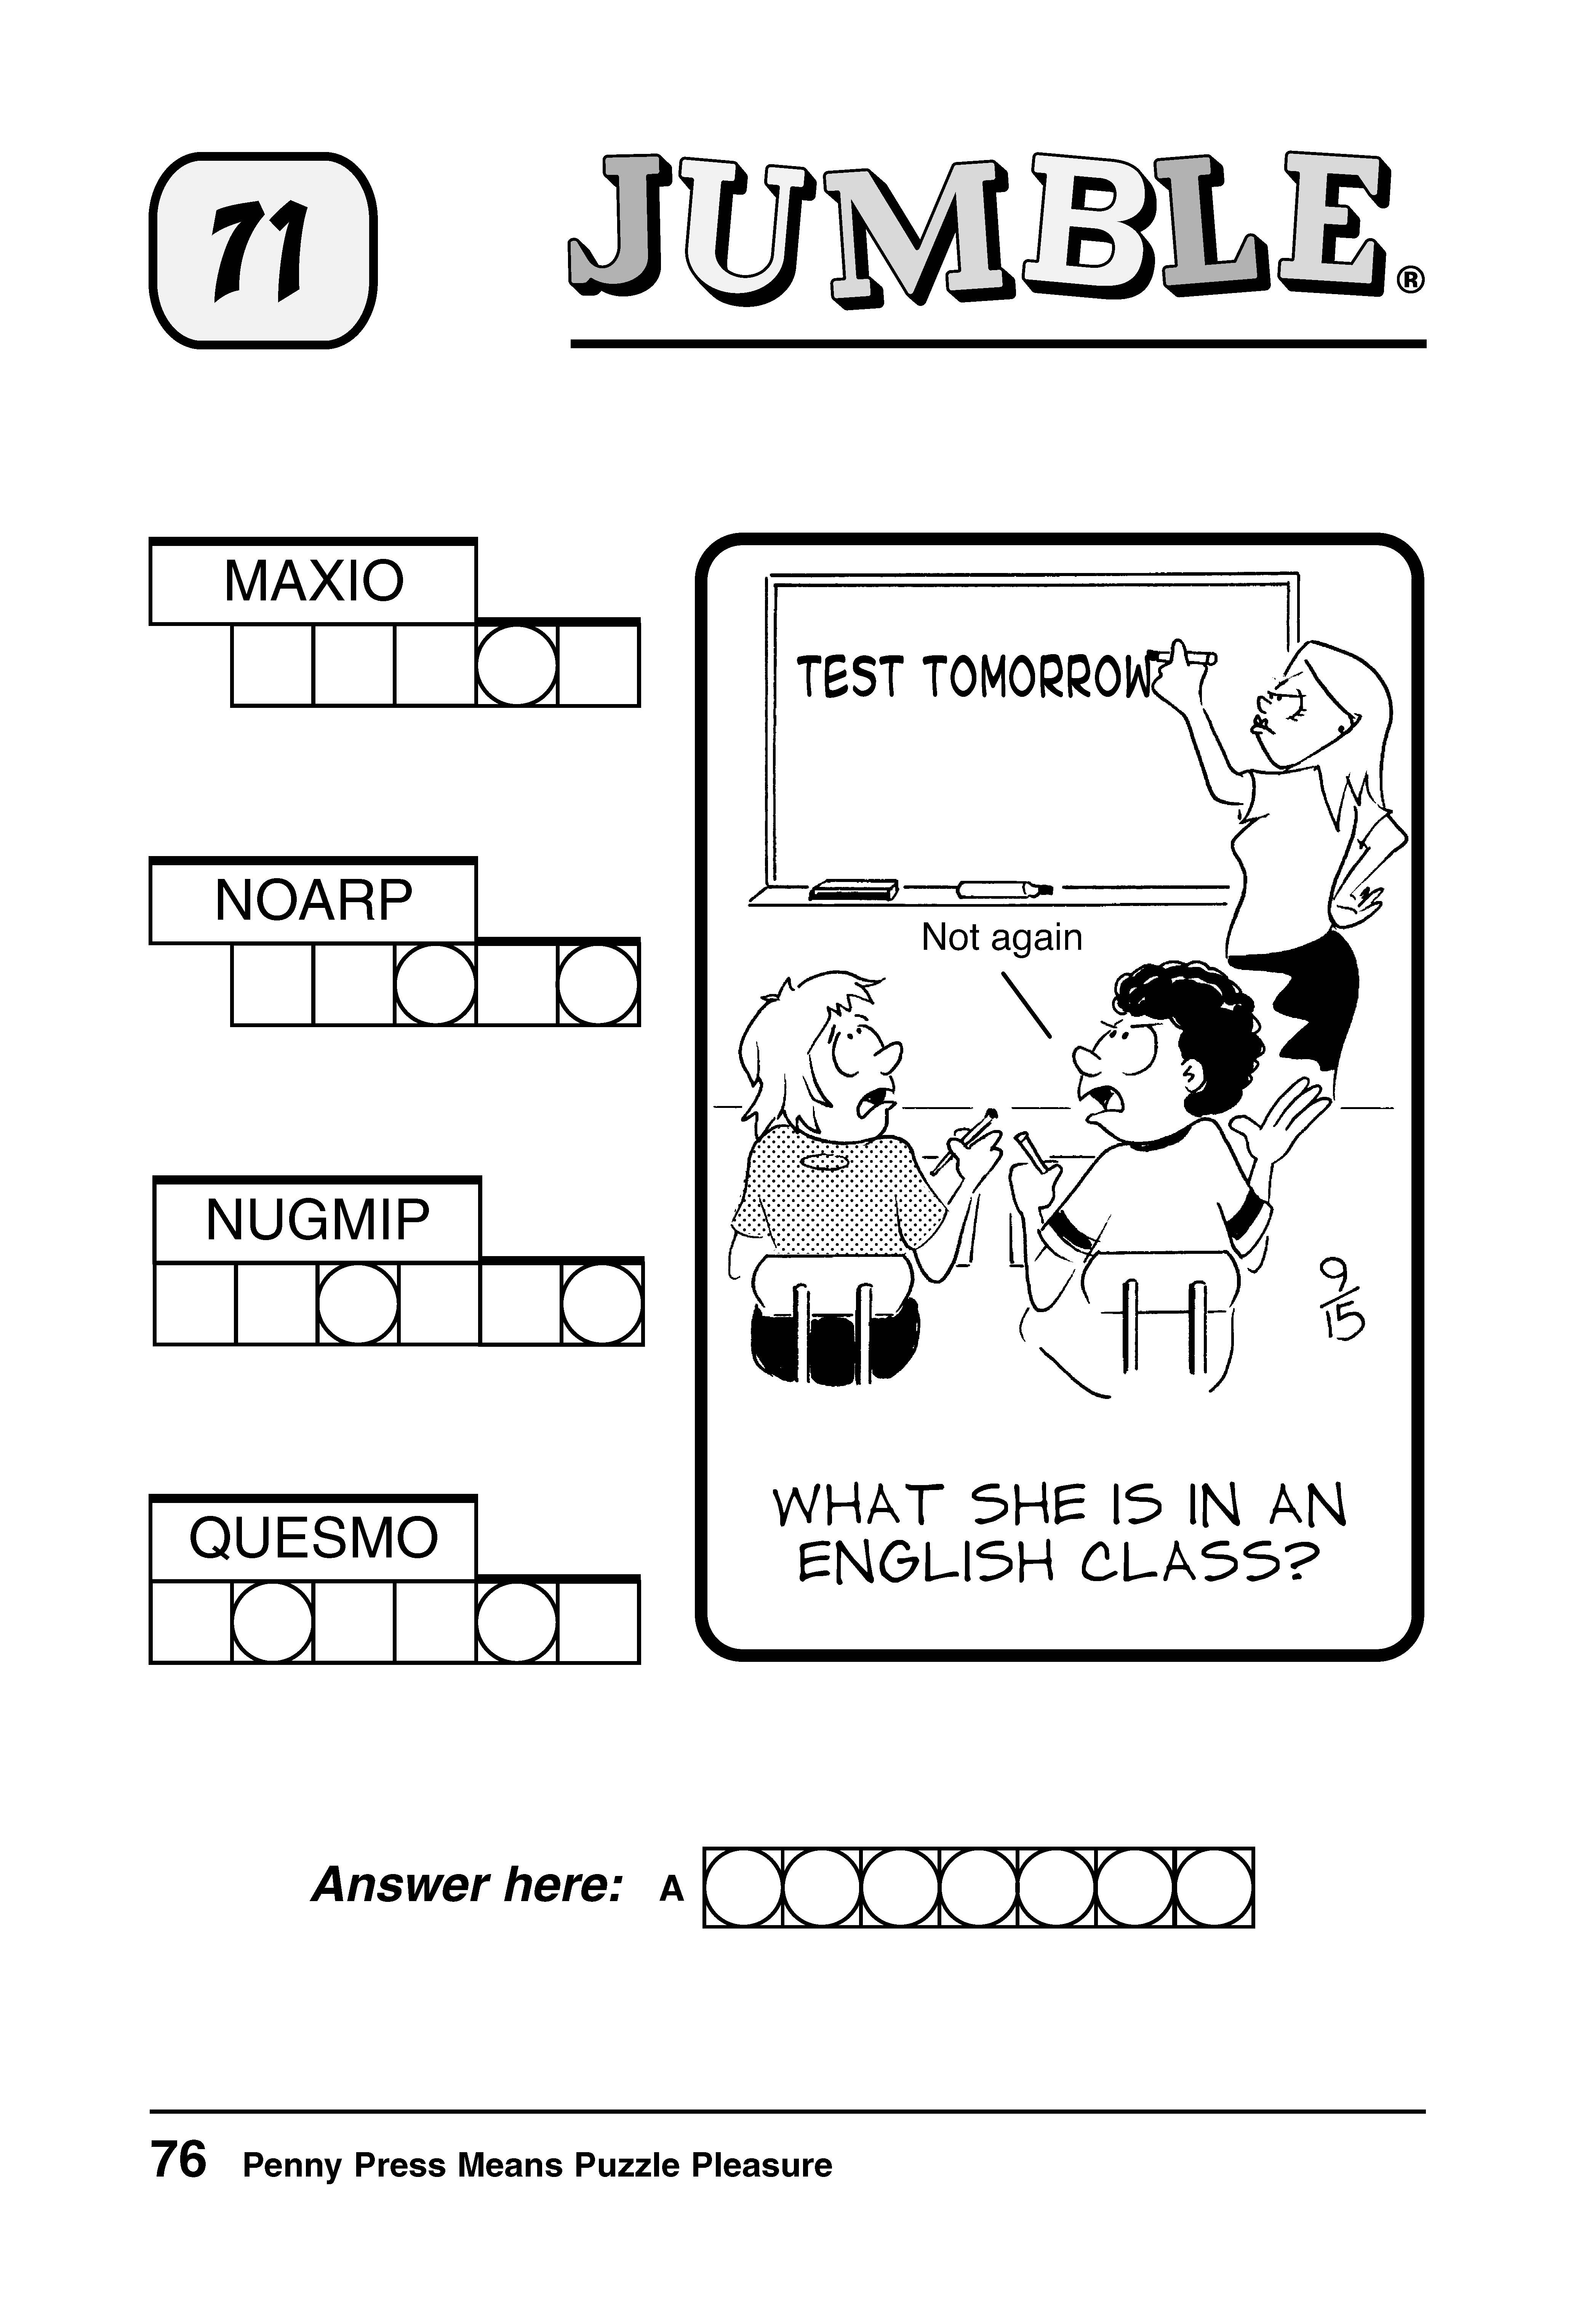 71
JUMBLE®
MAXIO
NOARP
NUGMIP
QUESMO
TEST TOMORROW
Not again
9
15
WHAT SHE IS IN AN
ENGLISH CLASS?
Answer here: A
76 Penny Press Means Puzzle Pleasure